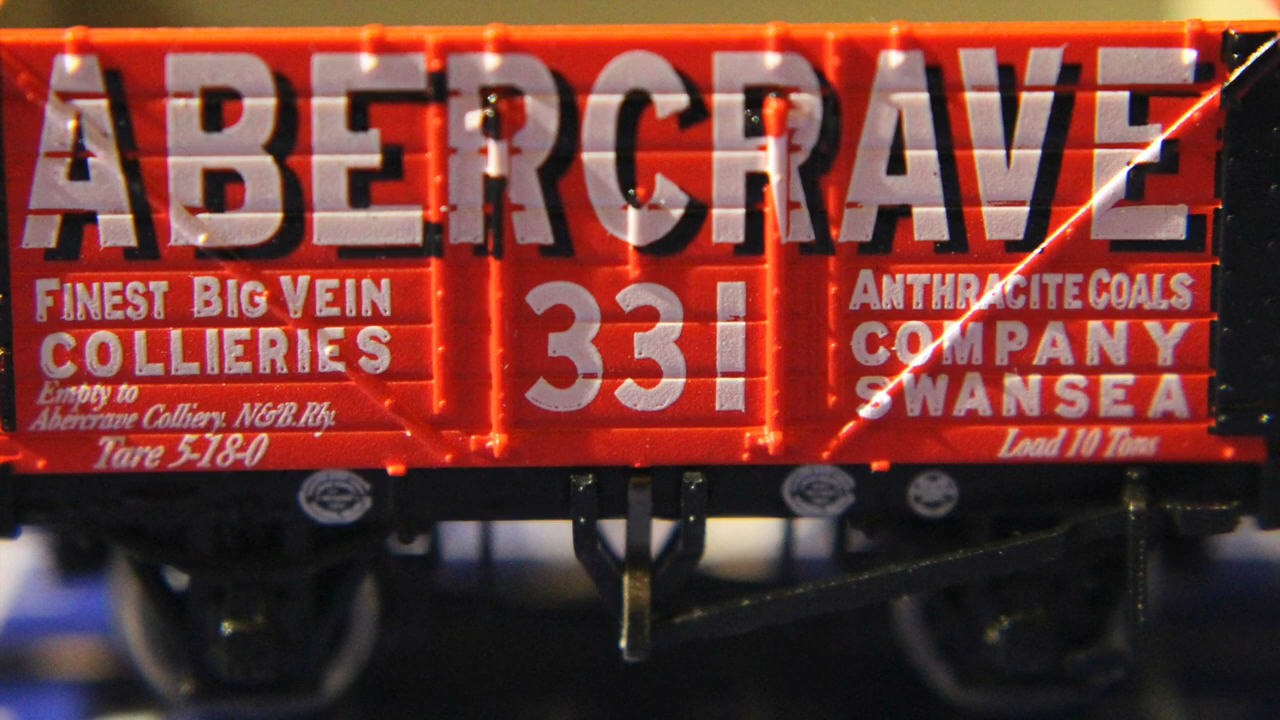 ABERCRAVE
FINEST BIG VEIN
COLLIERIES
Empty to
Abercrave Colliery. N&B.Rly.
Tare 5-18-0
331
ANTHRACITE COALS
COMPANY
SWANSEA
Load 10 Tons